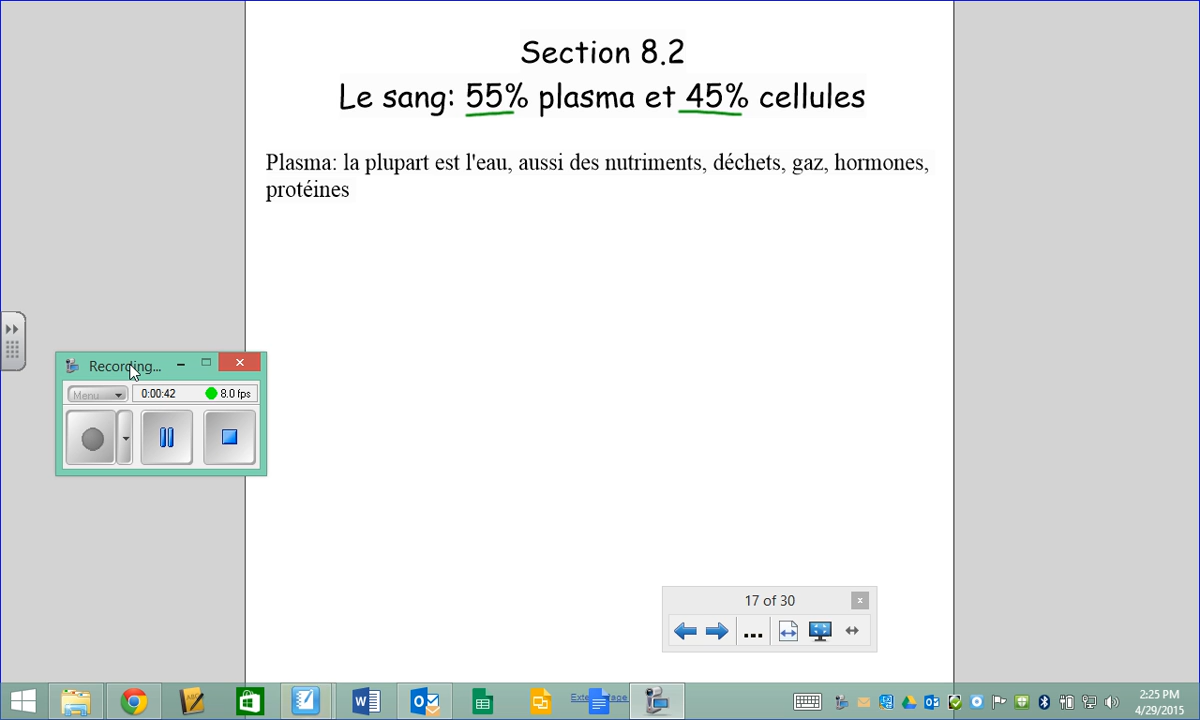 Section 8.2
Le sang: 55% plasma et 45% cellules
Plasma: la plupart est l'eau, aussi des nutriments, déchets, gaz, hormones,
protéines
Recording...
Menu
0:00:42
8.0 fps
17 of 30
2:25 PM
4/29/2015